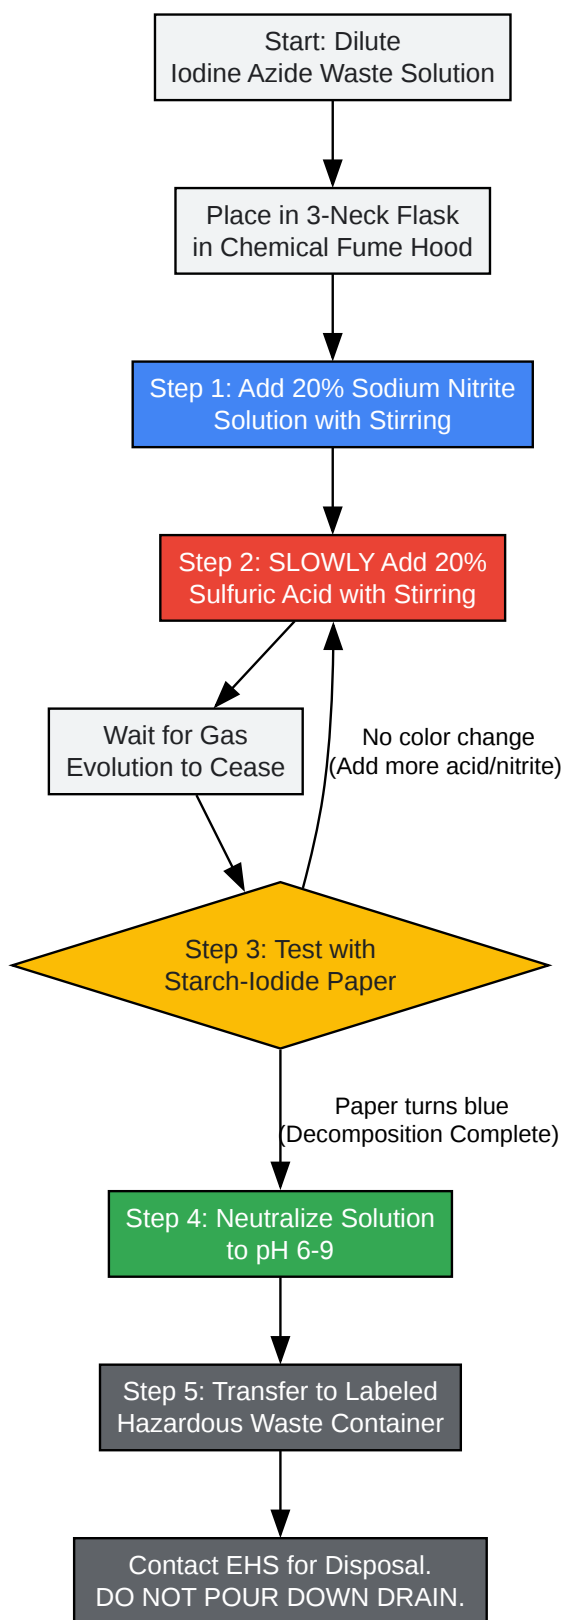 Start: Dilute
Iodine Azide Waste Solution
Place in 3-Neck Flask
in Chemical Fume Hood
Step 1: Add 20% Sodium Nitrite
Solution with Stirring
Step 2: SLOWLY Add 20%
Sulfuric Acid with Stirring
Wait for Gas
Evolution to Cease
No color change
(Add more acid/nitrite)
Step 3: Test with
Starch-Iodide Paper
Paper turns blue
(Decomposition Complete)
Step 4: Neutralize Solution
to pH 6-9
Step 5: Transfer to Labeled
Hazardous Waste Container
Contact EHS for Disposal.
DO NOT POUR DOWN DRAIN.